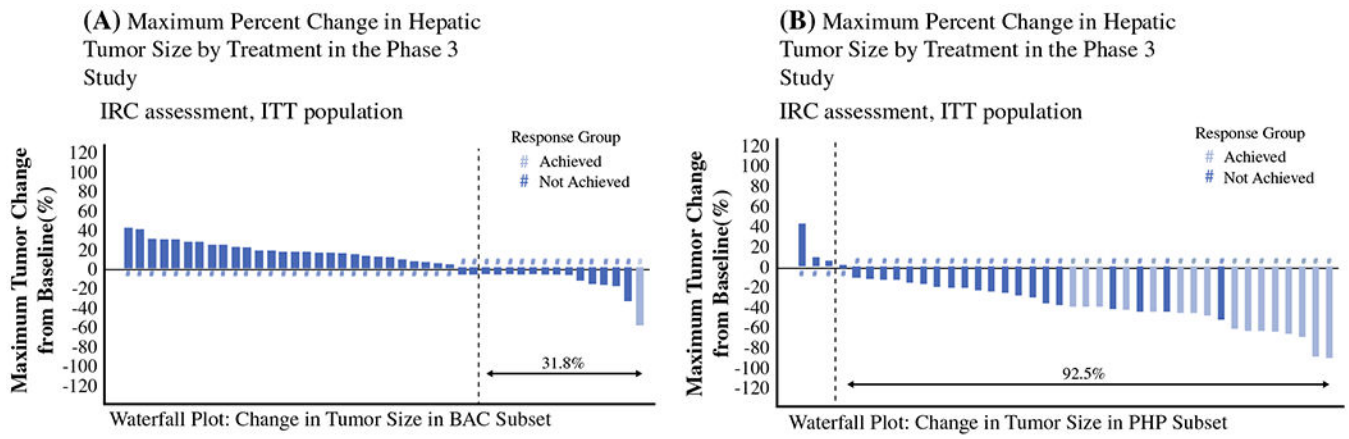 (A) Maximum Percent Change in Hepatic
Tumor Size by Treatment in the Phase 3
Study
IRC assessment, ITT population
Response Group
# Achieved
# Not Achieved
Maximum Tumor Change
from Baseline(%)
120
100
80
60
40
20
0
-20
-40
-60
-80
-100
-120
31.8%
Waterfall Plot: Change in Tumor Size in BAC Subset
(B) Maximum Percent Change in Hepatic
Tumor Size by Treatment in the Phase 3
Study
IRC assessment, ITT population
Response Group
# Achieved
# Not Achieved
Maximum Tumor Change
from Baseline(%)
120
100
80
60
40
20
0
-20
-40
-60
-80
-100
-120
92.5%
Waterfall Plot: Change in Tumor Size in PHP Subset